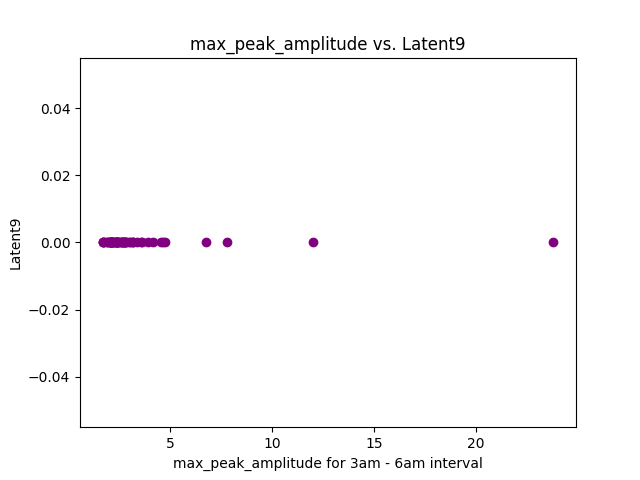 max_peak_amplitude vs. Latent9
0.04
0.02
0.00
−0.02
−0.04
Latent9
5 10 15 20
max_peak_amplitude for 3am - 6am interval